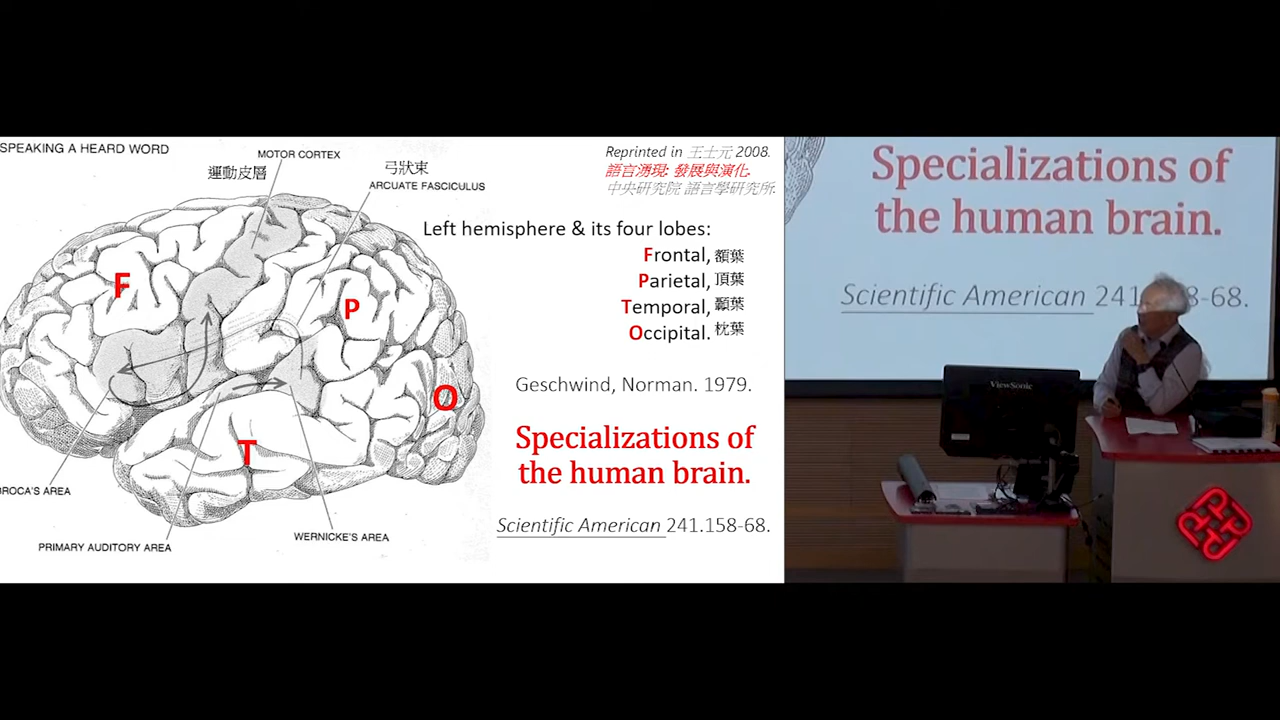 SPEAKING A HEARD WORD
MOTOR CORTEX
運動皮層
弓狀束
ARCUATE FASCICULUS
Reprinted in 王士元 2008.
語言湧現: 發展與演化.
中央研究院 語言學研究所.
Left hemisphere & its four lobes:
Frontal, 額葉
Parietal, 頂葉
Temporal, 顳葉
Occipital. 枕葉
F
P
O
T
Geschwind, Norman. 1979.
Specializations of
the human brain.
Scientific American 241.158-68.
BROCA'S AREA
PRIMARY AUDITORY AREA
WERNICKE'S AREA
Specializations of
the human brain.
Scientific American 241. 8-68.
ViewSonic